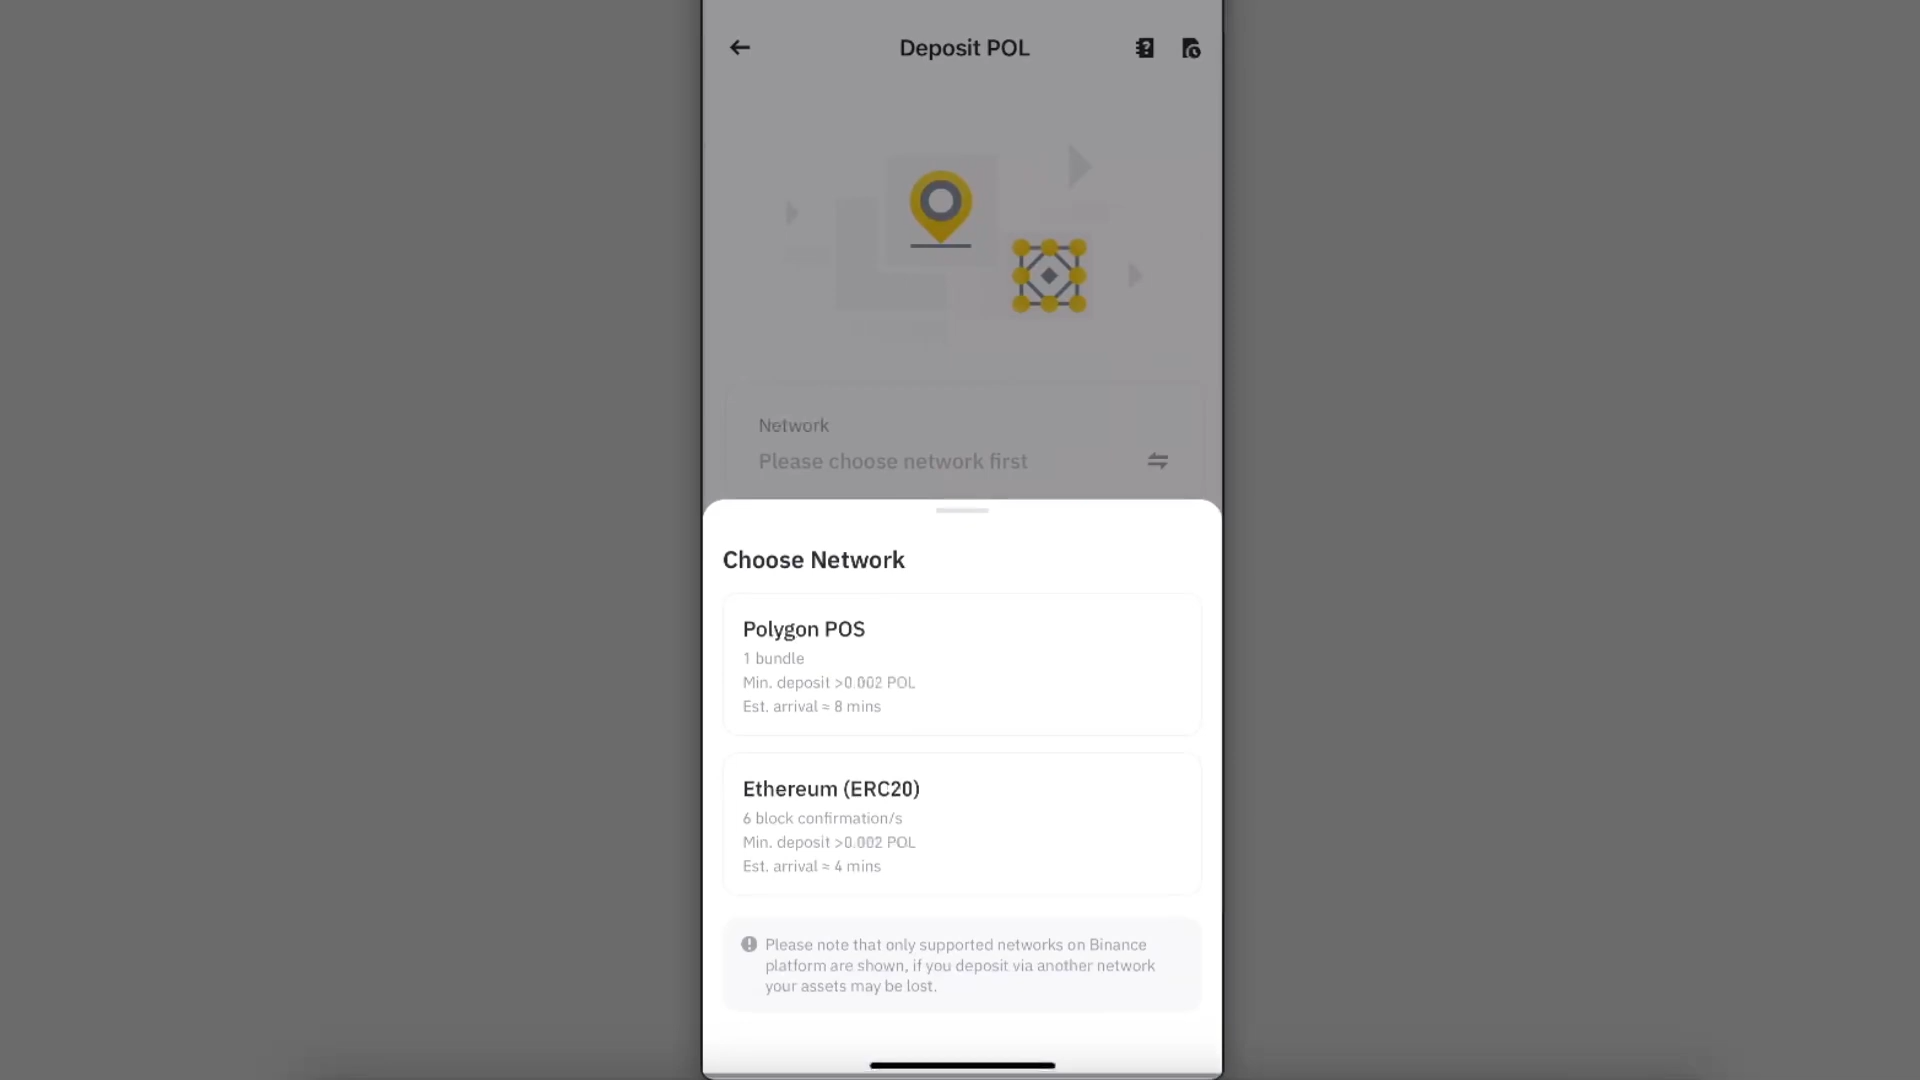 Deposit POL
Network
Please choose network first
Choose Network
Polygon POS
1 bundle
Min. deposit >0.002 POL
Est. arrival ≈ 8 mins
Ethereum (ERC20)
6 block confirmation/s
Min. deposit >0.002 POL
Est. arrival ≈ 4 mins
Please note that only supported networks on Binance
platform are shown, if you deposit via another network
your assets may be lost.